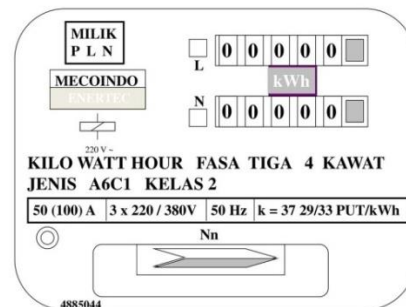 MILIK
P L N
MECOINDO
ENERTEC
220 V ~
L
0 0 0 0 0
kWh
N
0 0 0 0 0
KILO WATT HOUR FASA TIGA 4 KAWAT
JENIS A6C1 KELAS 2
50 (100) A 3 x 220 / 380V 50 Hz k = 37 29/33 PUT/kWh
Nn
4885044